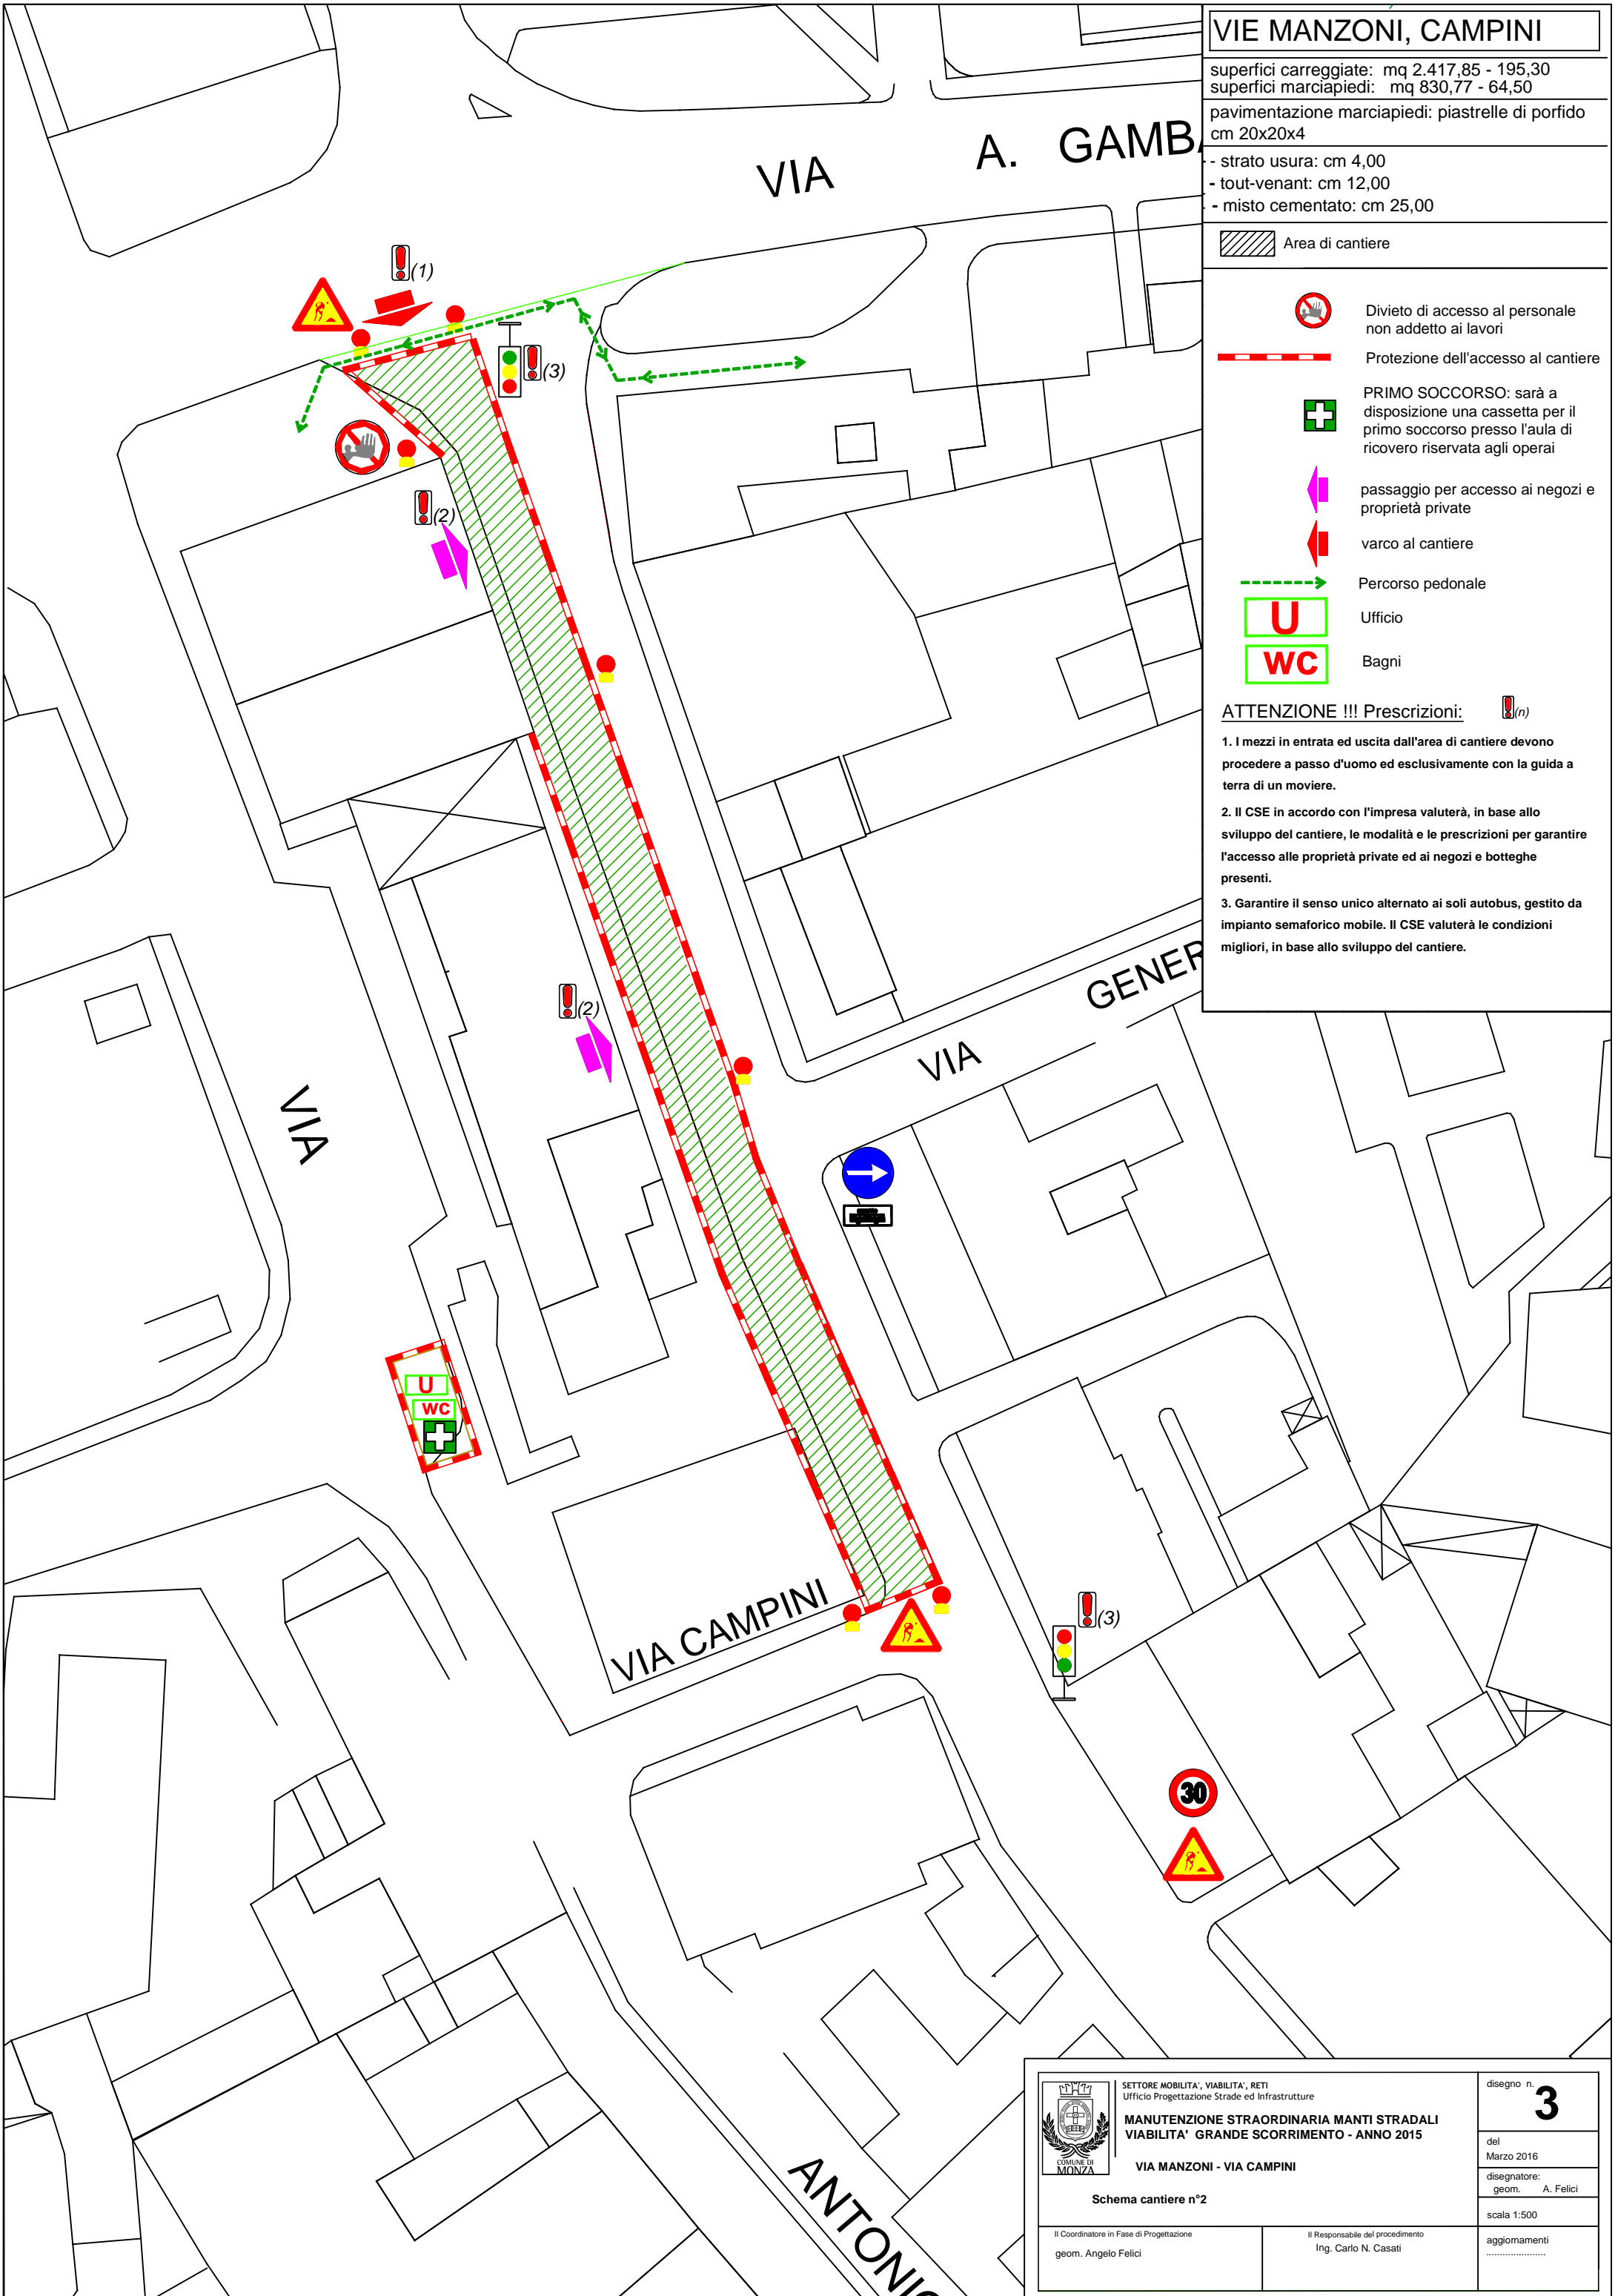 VIE MANZONI, CAMPINI
superfici carreggiate: mq 2.417,85 - 195,30
superfici marciapiedi: mq 830,77 - 64,50
pavimentazione marciapiedi: piastrelle di porfido
cm 20x20x4
- strato usura: cm 4,00
- tout-venant: cm 12,00
- misto cementato: cm 25,00
Area di cantiere
Divieto di accesso al personale
non addetto ai lavori
Protezione dell'accesso al cantiere
PRIMO SOCCORSO: sarà a
disposizione una cassetta per il
primo soccorso presso l'aula di
ricovero riservata agli operai
passaggio per accesso ai negozi e
proprietà private
varco al cantiere
Percorso pedonale
U
Ufficio
WC
Bagni
ATTENZIONE !!! Prescrizioni:
(n)
1. I mezzi in entrata ed uscita dall'area di cantiere devono
procedere a passo d'uomo ed esclusivamente con la guida a
terra di un moviere.
2. Il CSE in accordo con l'impresa valuterà, in base allo
sviluppo del cantiere, le modalità e le prescrizioni per garantire
l'accesso alle proprietà private ed ai negozi e botteghe
presenti.
3. Garantire il senso unico alternato ai soli autobus, gestito da
impianto semaforico mobile. Il CSE valuterà le condizioni
migliori, in base allo sviluppo del cantiere.
VIA A. GAMBA
(1)
(3)
(2)
(2)
VIA GENER
VIA
U
WC
VIA CAMPINI
(3)
30
ANTONIO
SETTORE MOBILITA', VIABILITA', RETI
Ufficio Progettazione Strade ed Infrastrutture
MANUTENZIONE STRAORDINARIA MANTI STRADALI
VIABILITA' GRANDE SCORRIMENTO - ANNO 2015
COMUNE DI
MONZA
VIA MANZONI - VIA CAMPINI
Schema cantiere n°2
Il Coordinatore in Fase di Progettazione
geom. Angelo Felici
Il Responsabile del procedimento
Ing. Carlo N. Casati
disegno n.
3
del
Marzo 2016
disegnatore:
geom. A. Felici
scala 1:500
aggiornamenti
......................